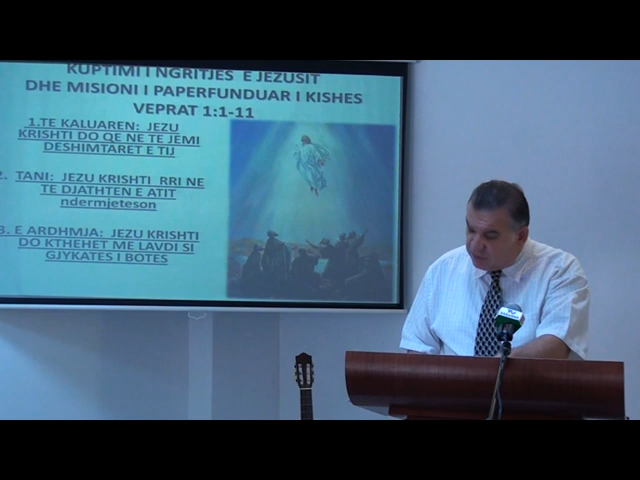 KUPTIMI I NGRITJES E JEZUSIT
DHE MISIONI I PAPERFUNDUAR I KISHES
VEPRAT 1:1-11
1.TE KALUAREN: JEZU
KRISHTI DO QE NE TE JEMI
DESHIMTARET E TIJ
2. TANI: JEZU KRISHTI RRI NE
TE DJATHTEN E ATIT
ndermjeteson
3. E ARDHMJA: JEZU KRISHTI
DO KTHEHET ME LAVDI SI
GJYKATES I BOTES